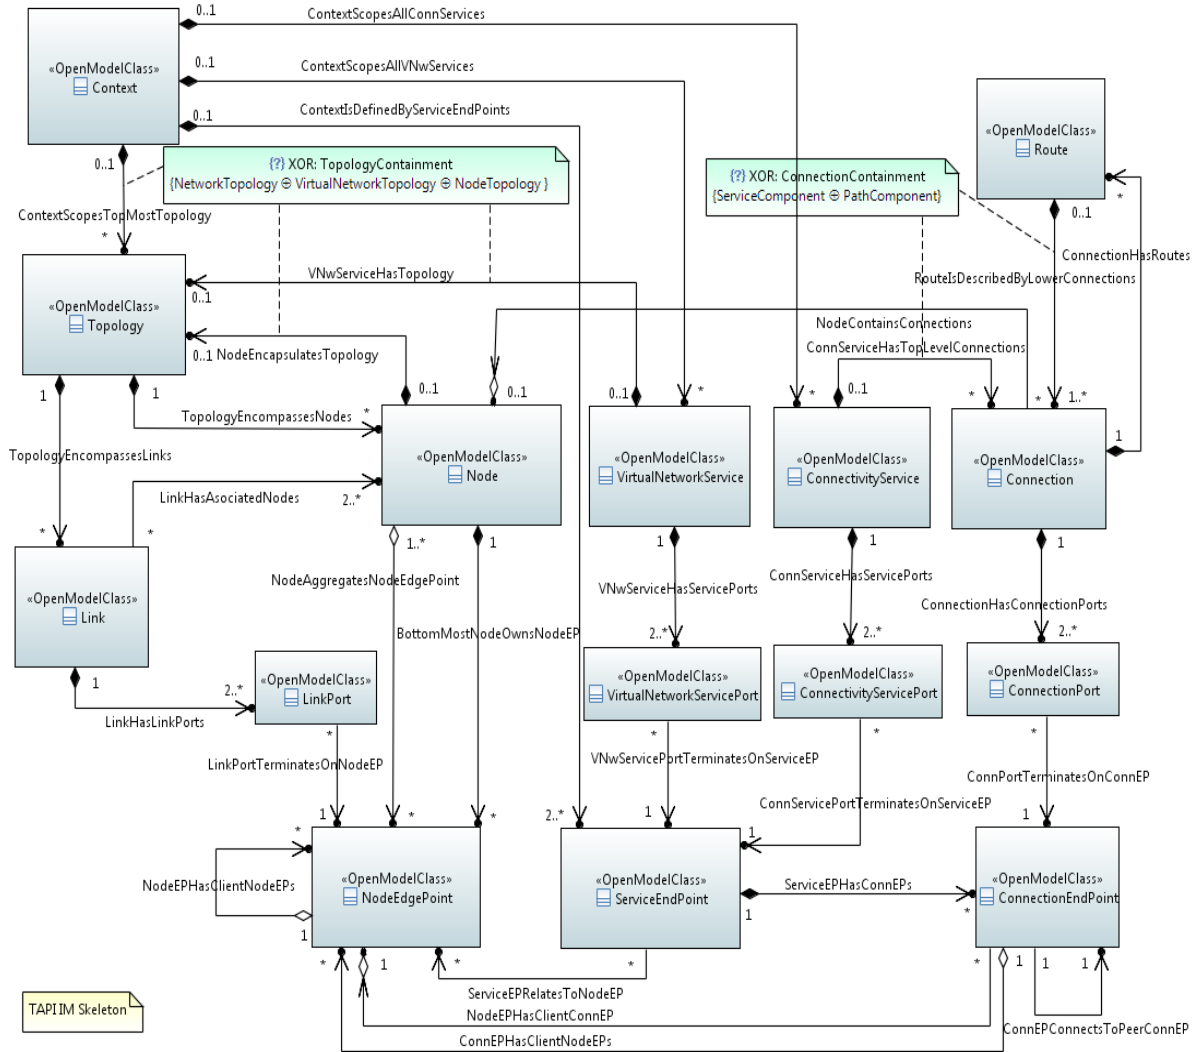 0..1
ContextScopesAllConnServices
«OpenModelClass»
Context
0..1
ContextScopesAllVNwServices
0..1
ContextIsDefinedByServiceEndPoints
0..1
{?} XOR: TopologyContainment
{NetworkTopology ⊕ VirtualNetworkTopology ⊕ NodeTopology }
{?} XOR: ConnectionContainment
{ServiceComponent ⊕ PathComponent}
«OpenModelClass»
Route
*
0..1
ContextScopesTopMostTopology
*
ConnectionHasRoutes
RouteIsDescribedByLowerConnections
VNwServiceHasTopology
0..1
«OpenModelClass»
Topology
NodeContainsConnections
ConnServiceHasTopLevelConnections
0..1
NodeEncapsulatesTopology
1
1
0..1
0..1
0..1
*
*
0..1
*
*
1..*
TopologyEncompassesNodes
*
1
TopologyEncompassesLinks
«OpenModelClass»
Node
«OpenModelClass»
VirtualNetworkService
«OpenModelClass»
ConnectivityService
«OpenModelClass»
Connection
LinkHasAsociatedNodes
2..*
*
*
1..*
1
1
1
1
NodeAggregatesNodeEdgePoint
VNwServiceHasServicePorts
ConnServiceHasServicePorts
ConnectionHasConnectionPorts
«OpenModelClass»
Link
BottomMostNodeOwnsNodeEP
2..*
2..*
2..*
1
2..*
LinkHasLinkPorts
«OpenModelClass»
LinkPort
«OpenModelClass»
VirtualNetworkServicePort
«OpenModelClass»
ConnectivityServicePort
«OpenModelClass»
ConnectionPort
*
*
*
*
LinkPortTerminatesOnNodeEP
VNwServicePortTerminatesOnServiceEP
ConnServicePortTerminatesOnServiceEP
ConnPortTerminatesOnConnEP
*
1
*
*
2..*
1
1
1
NodeEPHasClientNodeEPs
1
«OpenModelClass»
NodeEdgePoint
«OpenModelClass»
ServiceEndPoint
ServiceEPHasConnEPs
1
*
«OpenModelClass»
ConnectionEndPoint
*
1
*
*
*
1
1
1
ServiceEPRelatesToNodeEP
NodeEPHasClientConnEP
ConnEPHasClientNodeEPs
ConnEPConnectsToPeerConnEP
TAPI IM Skeleton